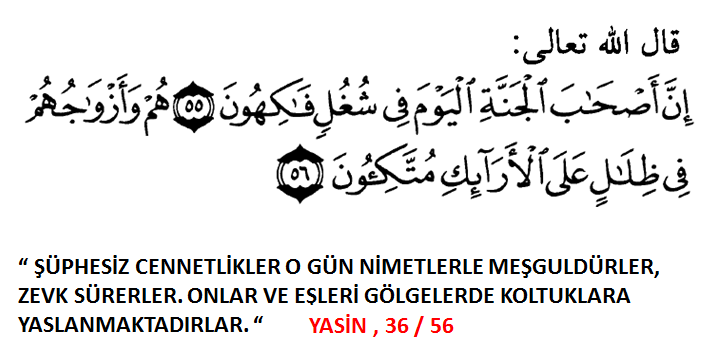 قال الله تعالى:
إِنَّ أَصْحَٰبَ ٱلْجَنَّةِ ٱلْيَوْمَ فِى شُغُلٍ فَٰكِهُونَ ٥٥ هُمْ وَأَزْوَٰجُهُمْ
فِى ظِلَٰلٍ عَلَى ٱلْأَرَآئِكِ مُتَّكِـُٔونَ ٥٦
“ ŞÜPHESİZ CENNETLİKLER O GÜN NİMETLERLE MEŞGULDÜRLER,
ZEVK SÜRERLER. ONLAR VE EŞLERİ GÖLGELERDE KOLTUKLARA
YASLANMAKTADIRLAR. “ YASİN , 36 / 56